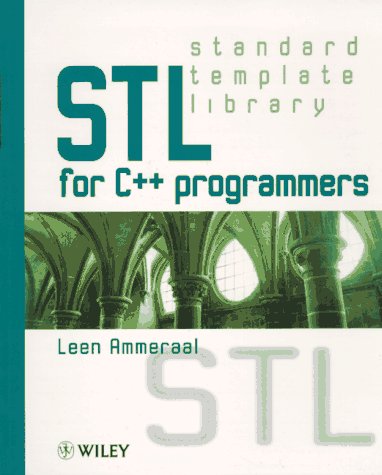 standard
template
library
STL
for C++ programmers
Leen Ammeraal
STL
WILEY